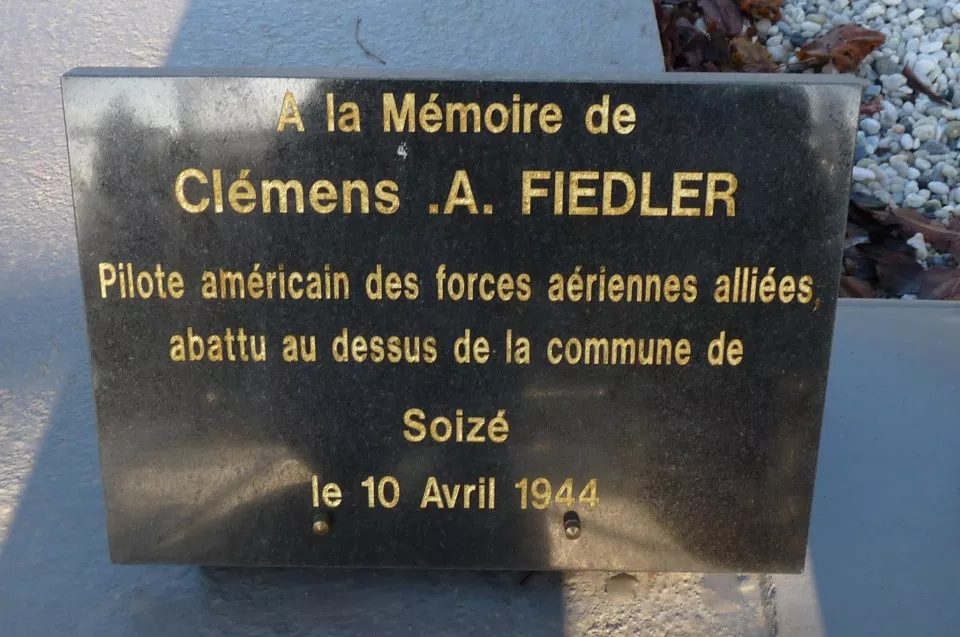 A la Mémoire de
Clémens .A. FIEDLER
Pilote américain des forces aériennes alliées,
abattu au dessus de la commune de
Soizé
le 10 Avril 1944